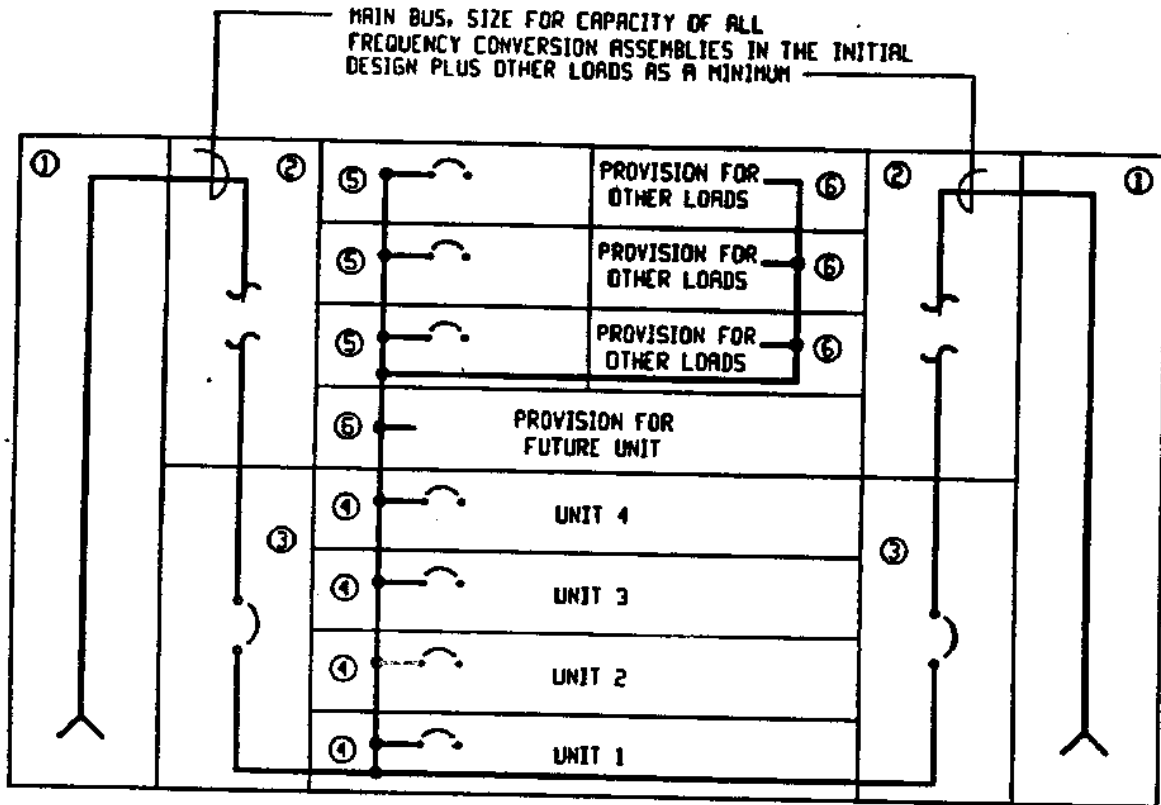 MAIN BUS, SIZE FOR CAPACITY OF ALL
FREQUENCY CONVERSION ASSEMBLIES IN THE INITIAL
DESIGN PLUS OTHER LOADS AS A MINIMUM
① ② ⑤ PROVISION FOR ⑥ ② ①
OTHER LOADS
⑤ PROVISION FOR ⑥
OTHER LOADS
⑤ PROVISION FOR ⑥
OTHER LOADS
⑥ PROVISION FOR
FUTURE UNIT
④ UNIT 4
③ ③
④ UNIT 3
④ UNIT 2
④ UNIT 1